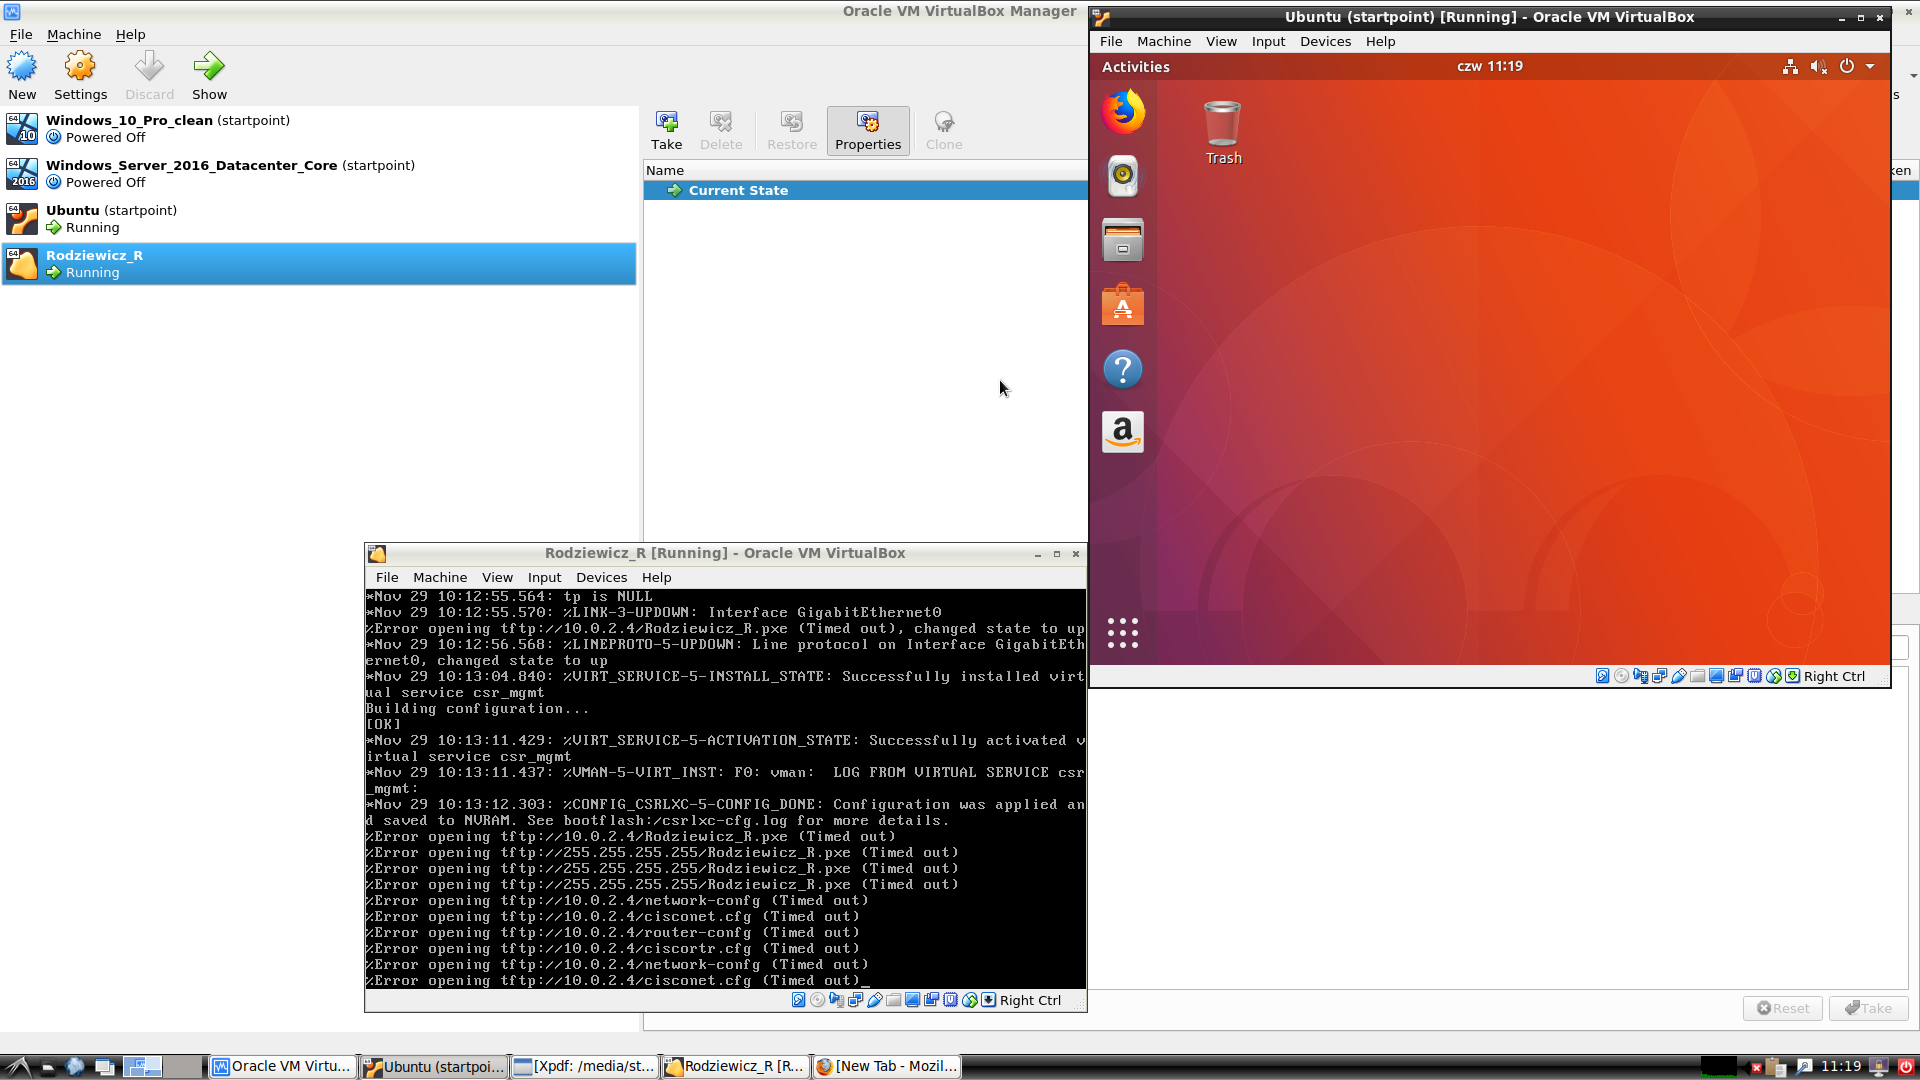 Oracle VM VirtualBox Manager
File Machine Help
New Settings Discard Show
64 10 Windows_10_Pro_clean (startpoint)
Powered Off
64 2016 Windows_Server_2016_Datacenter_Core (startpoint)
Powered Off
64 Ubuntu (startpoint)
Running
64 Rodziewicz_R
Running
Take Delete Restore Properties Clone
Name
ken
Current State
Ubuntu (startpoint) [Running] - Oracle VM VirtualBox
File Machine View Input Devices Help
Activities czw 11:19
Trash
Right Ctrl
Rodziewicz_R [Running] - Oracle VM VirtualBox
File Machine View Input Devices Help
*Nov 29 10:12:55.564: tp is NULL
*Nov 29 10:12:55.570: %LINK-3-UPDOWN: Interface GigabitEthernet0
%Error opening tftp://10.0.2.4/Rodziewicz_R.pxe (Timed out), changed state to up
*Nov 29 10:12:56.568: %LINEPROTO-5-UPDOWN: Line protocol on Interface GigabitEth
ernet0, changed state to up
*Nov 29 10:13:04.840: %VIRT_SERVICE-5-INSTALL_STATE: Successfully installed virt
ual service csr_mgmt
Building configuration...
[OK]
*Nov 29 10:13:11.429: %VIRT_SERVICE-5-ACTIVATION_STATE: Successfully activated v
irtual service csr_mgmt
*Nov 29 10:13:11.437: %VMAN-5-VIRT_INST: F0: vman:  LOG FROM VIRTUAL SERVICE csr
_mgmt:
*Nov 29 10:13:12.303: %CONFIG_CSRLXC-5-CONFIG_DONE: Configuration was applied an
d saved to NVRAM. See bootflash:/csrlxc-cfg.log for more details.
%Error opening tftp://10.0.2.4/Rodziewicz_R.pxe (Timed out)
%Error opening tftp://255.255.255.255/Rodziewicz_R.pxe (Timed out)
%Error opening tftp://255.255.255.255/Rodziewicz_R.pxe (Timed out)
%Error opening tftp://255.255.255.255/Rodziewicz_R.pxe (Timed out)
%Error opening tftp://10.0.2.4/network-confg (Timed out)
%Error opening tftp://10.0.2.4/cisconet.cfg (Timed out)
%Error opening tftp://10.0.2.4/router-confg (Timed out)
%Error opening tftp://10.0.2.4/ciscortr.cfg (Timed out)
%Error opening tftp://10.0.2.4/network-confg (Timed out)
%Error opening tftp://10.0.2.4/cisconet.cfg (Timed out)_
Right Ctrl
Reset Take
Oracle VM Virtu... Ubuntu (startpoi... [Xpdf: /media/st... Rodziewicz_R [R... [New Tab - Mozil... 11:19